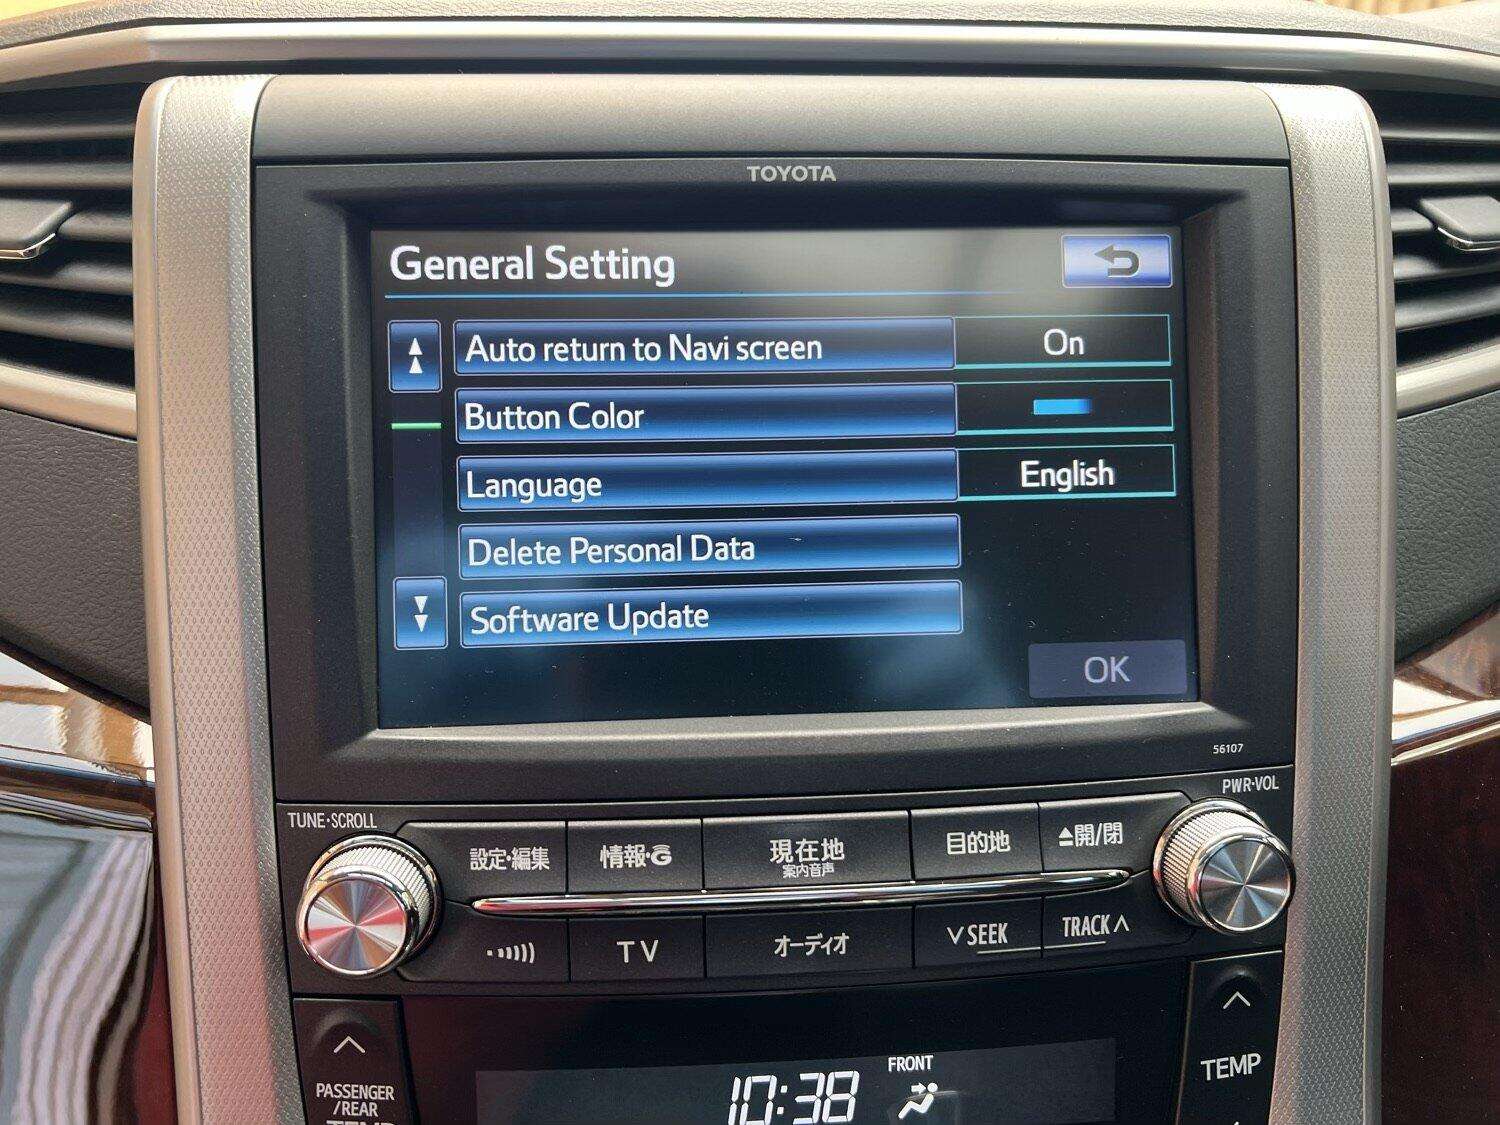 TOYOTA
General Setting
Auto return to Navi screen
On
Button Color
Language
English
Delete Personal Data
Software Update
OK
56107
TUNE·SCROLL
PWR·VOL
設定·編集
情報·G
現在地
案内音声
目的地
開/閉
TV
オーディオ
SEEK
TRACK
PASSENGER
/REAR
TEMP
10:38
FRONT
TEMP